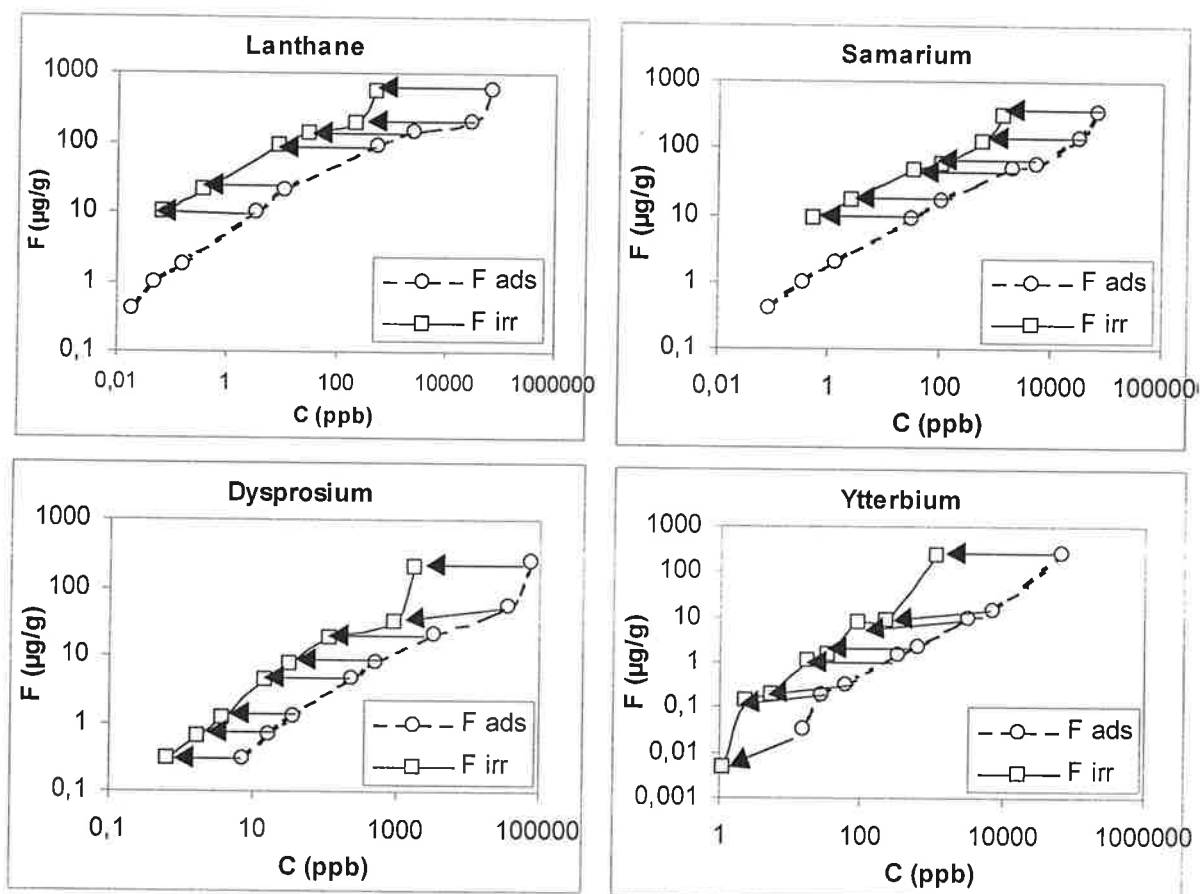 Lanthane
F (µg/g)
1000
100
10
1
0,1
0,01
1
100
10000
1000000
C (ppb)
F ads
F irr
Samarium
F (µg/g)
1000
100
10
1
0,1
0,01
1
100
10000
1000000
C (ppb)
F ads
F irr
Dysprosium
F (µg/g)
1000
100
10
1
0,1
0,1
10
1000
100000
C (ppb)
F ads
F irr
Ytterbium
F (µg/g)
1000
100
10
1
0,1
0,01
0,001
1
100
10000
1000000
C (ppb)
F ads
F irr